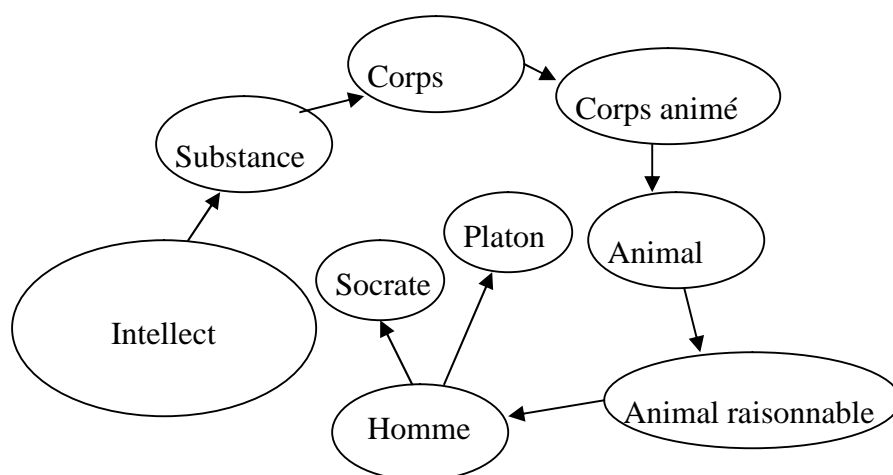 Corps
Corps animé
Substance
Platon
Animal
Socrate
Intellect
Animal raisonnable
Homme